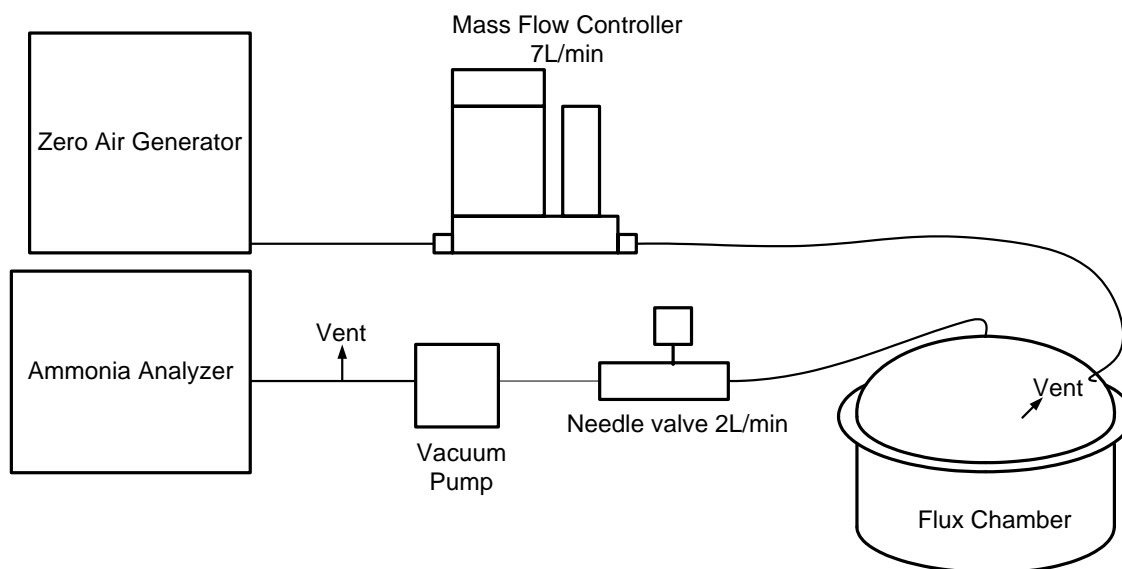 Mass Flow Controller
7L/min
Zero Air Generator
Vent
Ammonia Analyzer
Vent
Needle valve 2L/min
Vacuum
Pump
Flux Chamber